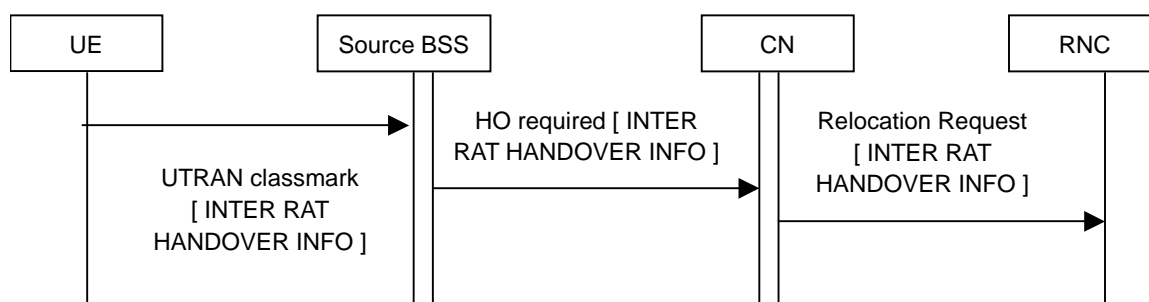 UE
Source BSS
CN
RNC
UTRAN classmark
[ INTER RAT
HANDOVER INFO ]
HO required [ INTER
RAT HANDOVER INFO ]
Relocation Request
[ INTER RAT
HANDOVER INFO ]